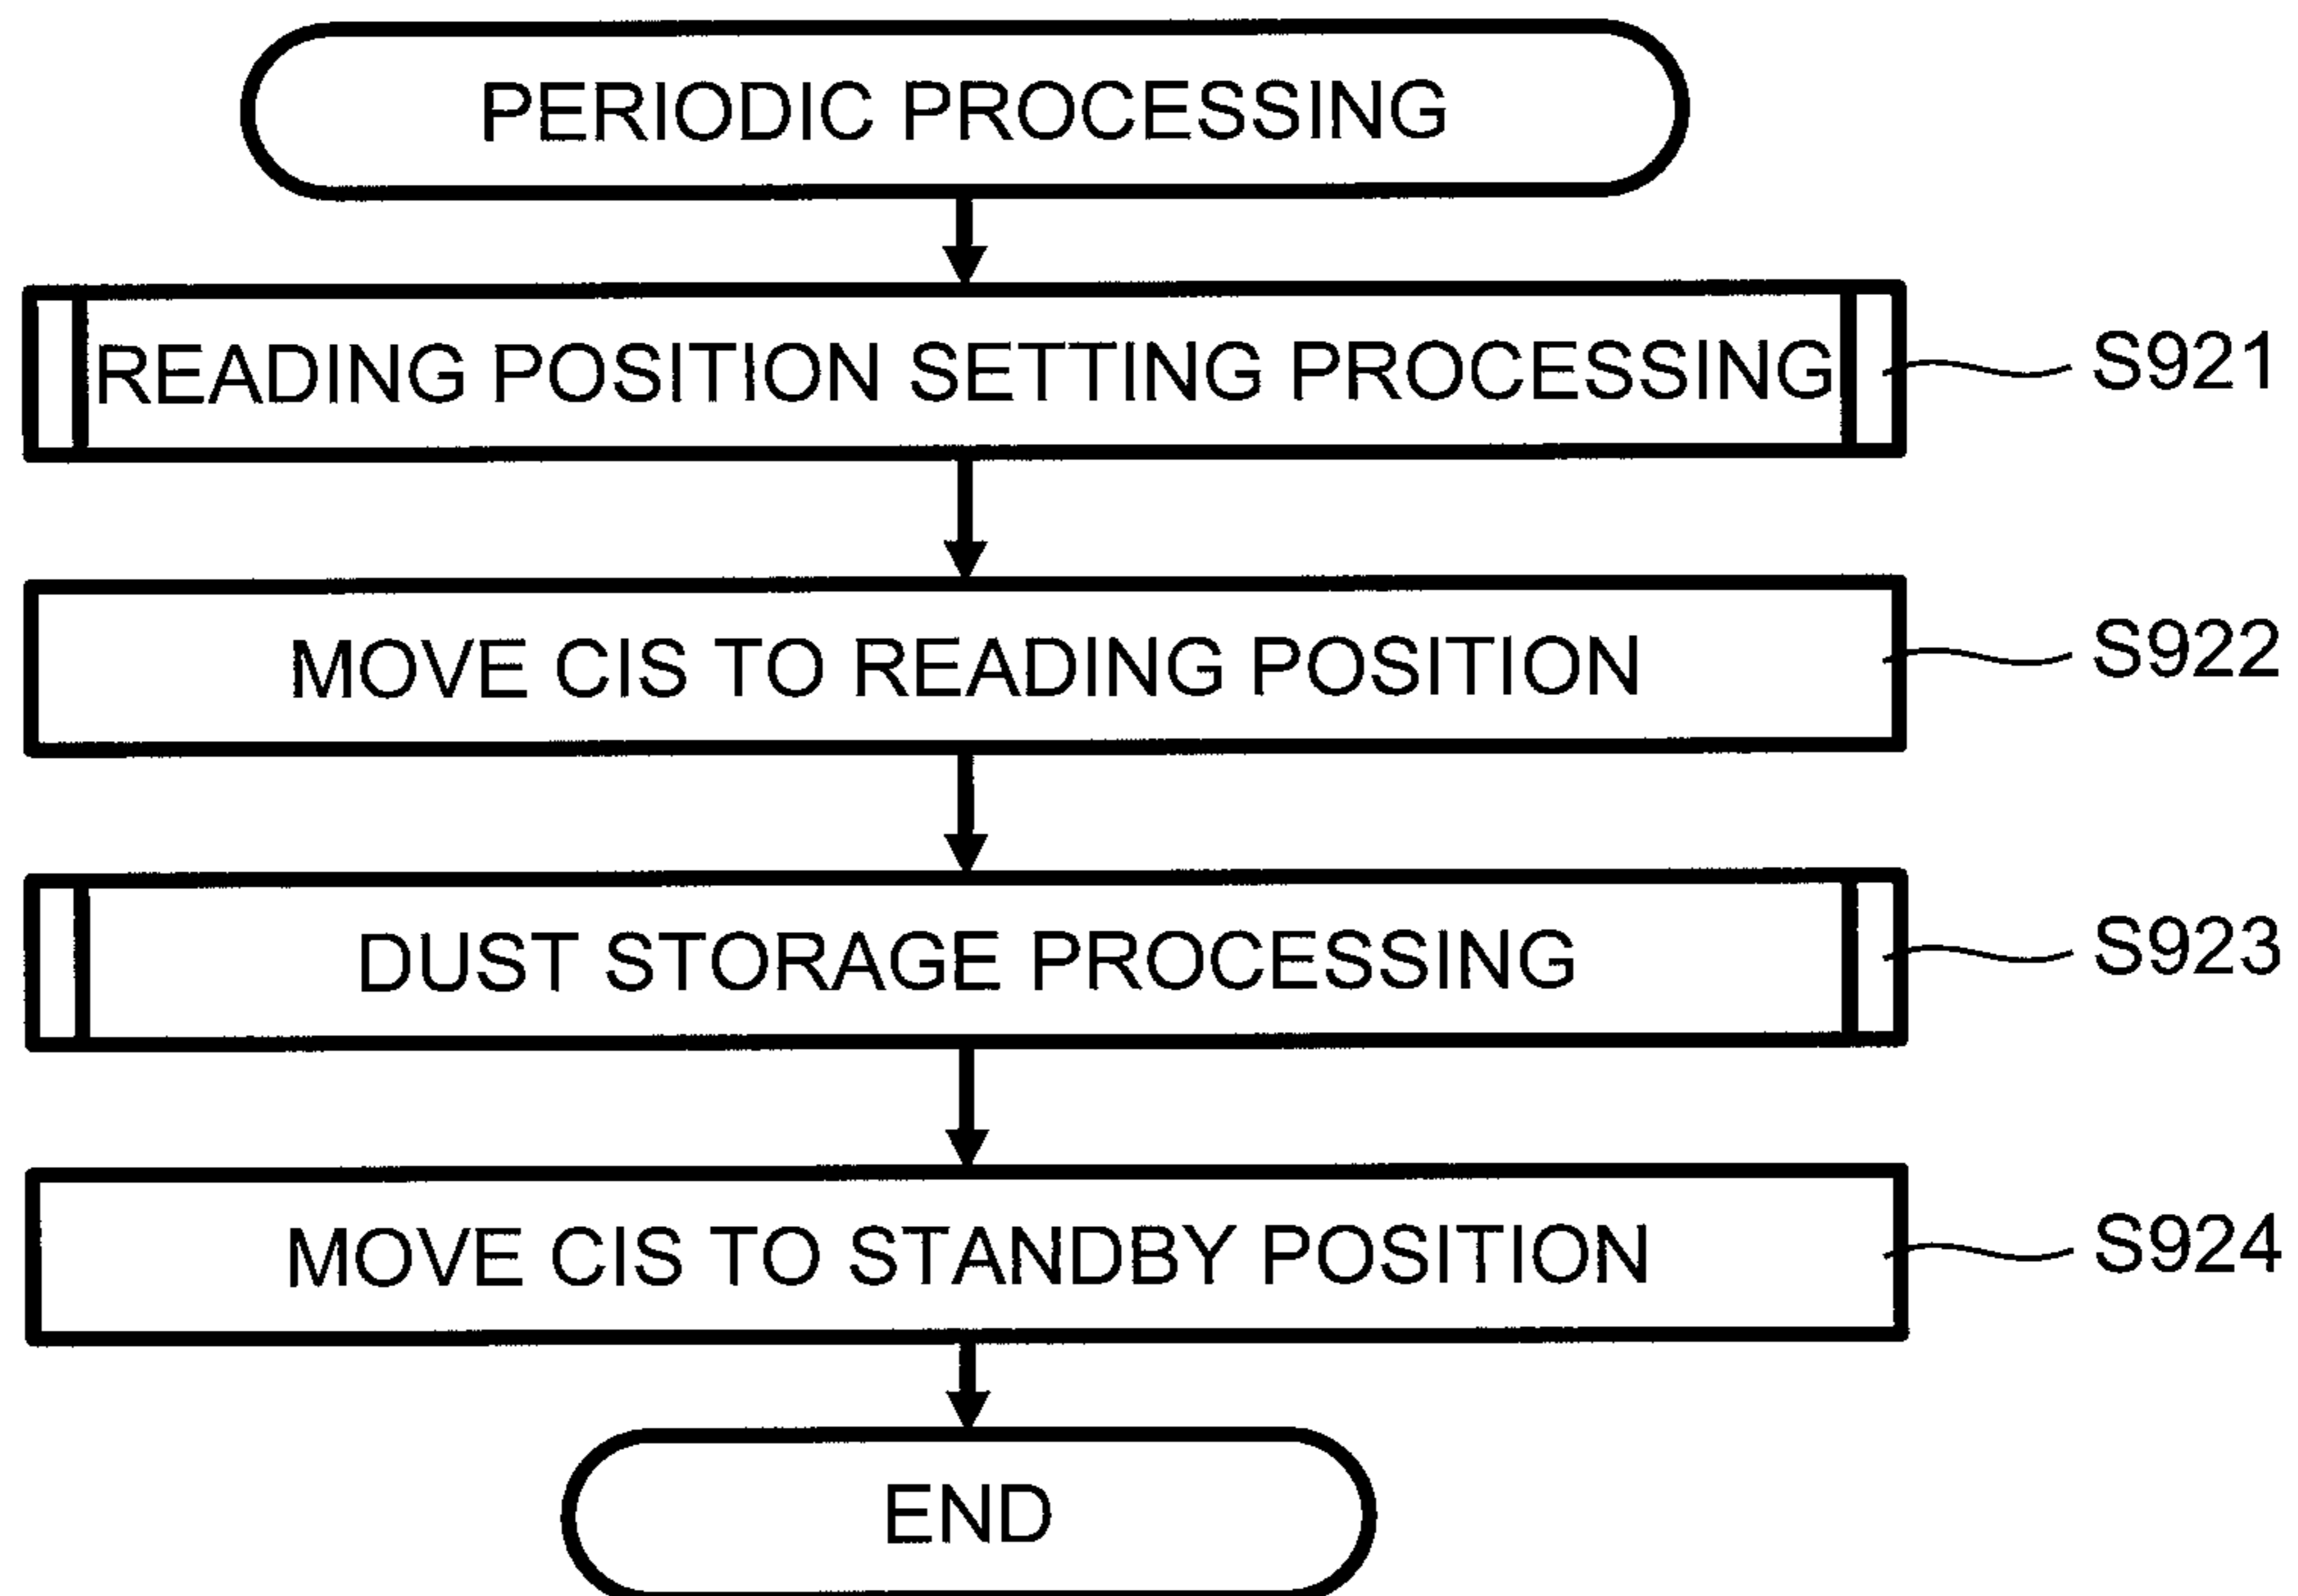 PERIODIC PROCESSING
READING POSITION SETTING PROCESSING S921
MOVE CIS TO READING POSITION S922
DUST STORAGE PROCESSING S923
MOVE CIS TO STANDBY POSITION S924
END